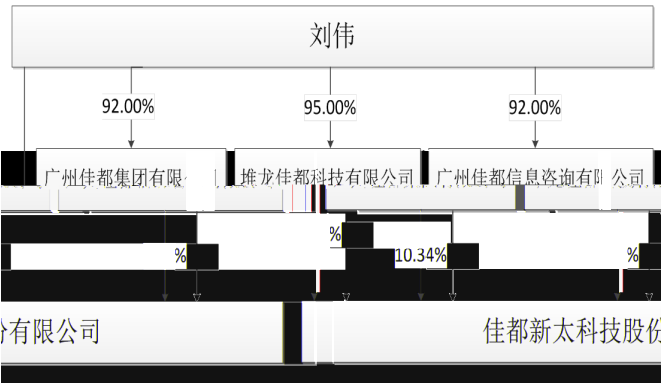 刘伟
92.00% 95.00% 92.00%
广州佳都集团有限 司 堆龙佳都科技有限公司 广州佳都信息咨询有限公司
%
% 10.34% %
份有限公司 佳都新太科技股份